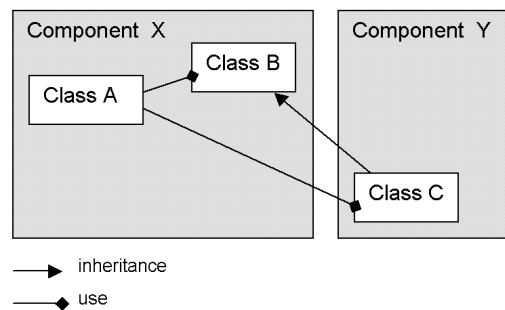 Component X
Component Y
Class B
Class A
Class C
inheritance
use